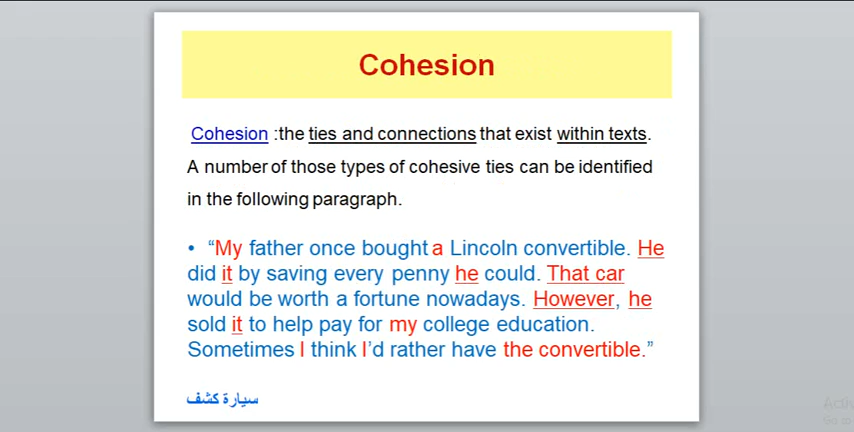 Cohesion
Cohesion :the ties and connections that exist within texts.
A number of those types of cohesive ties can be identified
in the following paragraph.
• “My father once bought a Lincoln convertible. He
did it by saving every penny he could. That car
would be worth a fortune nowadays. However, he
sold it to help pay for my college education.
Sometimes I think I’d rather have the convertible.”
سيارة كشف